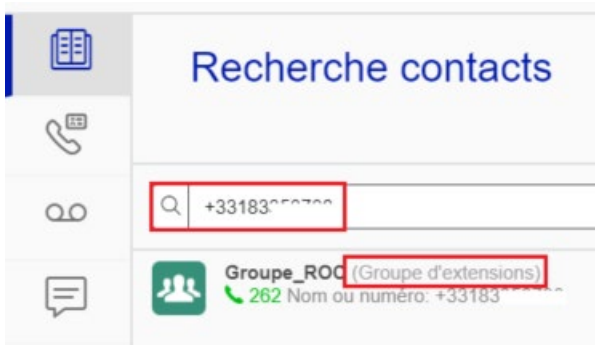 Recherche contacts
+33183
Groupe_ROC (Groupe d'extensions)
262 Nom ou numéro: +33183